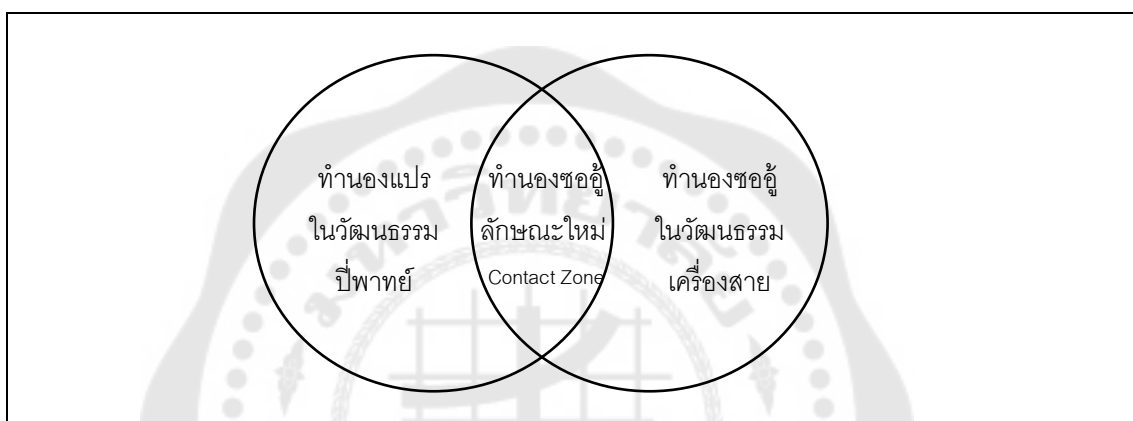 ทำนองแปร
ในวัฒนธรรม
ปี่พาทย์
ทำนองซออู้
ลักษณะใหม่
Contact Zone
ทำนองซออู้
ในวัฒนธรรม
เครื่องสาย